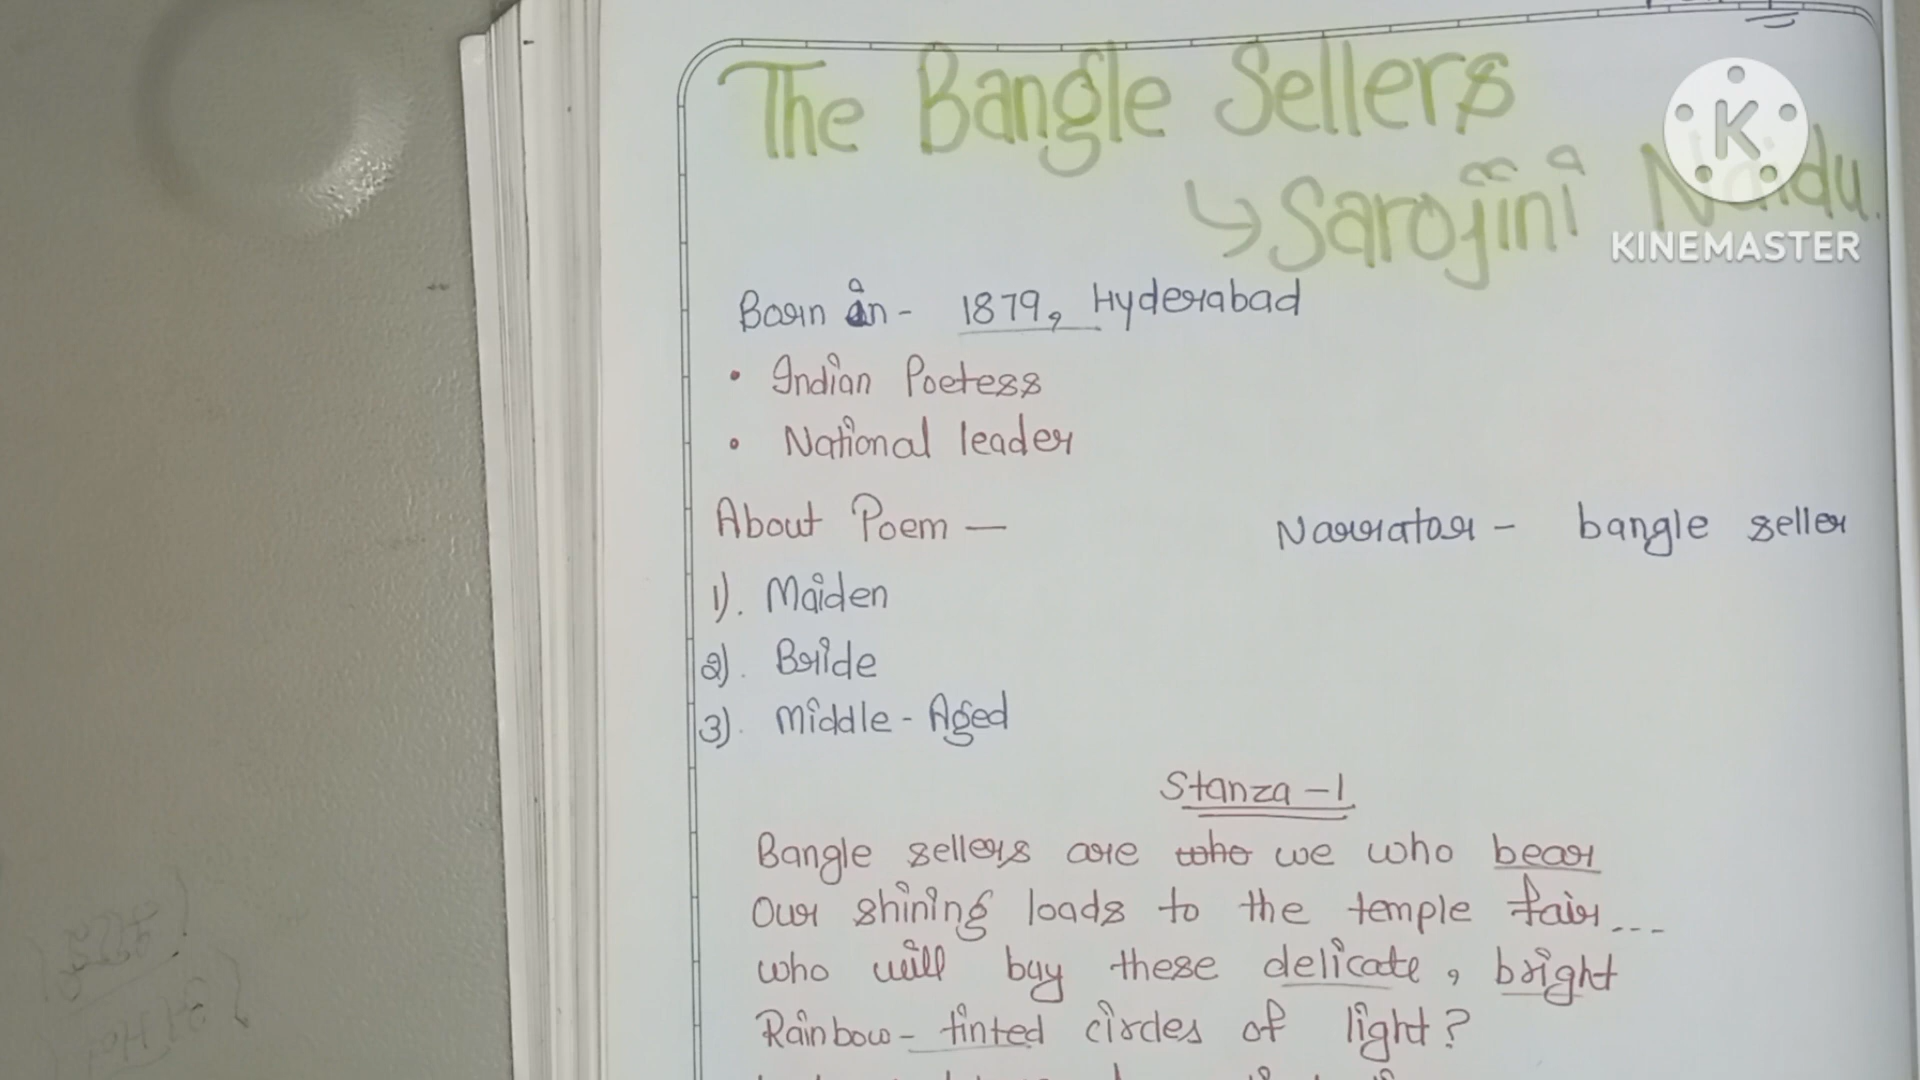 The Bangle Sellers
↳ Sarojini Naidu.
KINEMASTER
Born in - 1879, Hyderabad
• Indian Poetess
• National leader
About Poem — Narrator - bangle seller
1). Maiden
2). Bride
3). Middle - Aged
Stanza - 1
Bangle sellers are who we who bear
Our shining loads to the temple fair...
who will buy these delicate, bright
Rainbow - tinted circles of light?